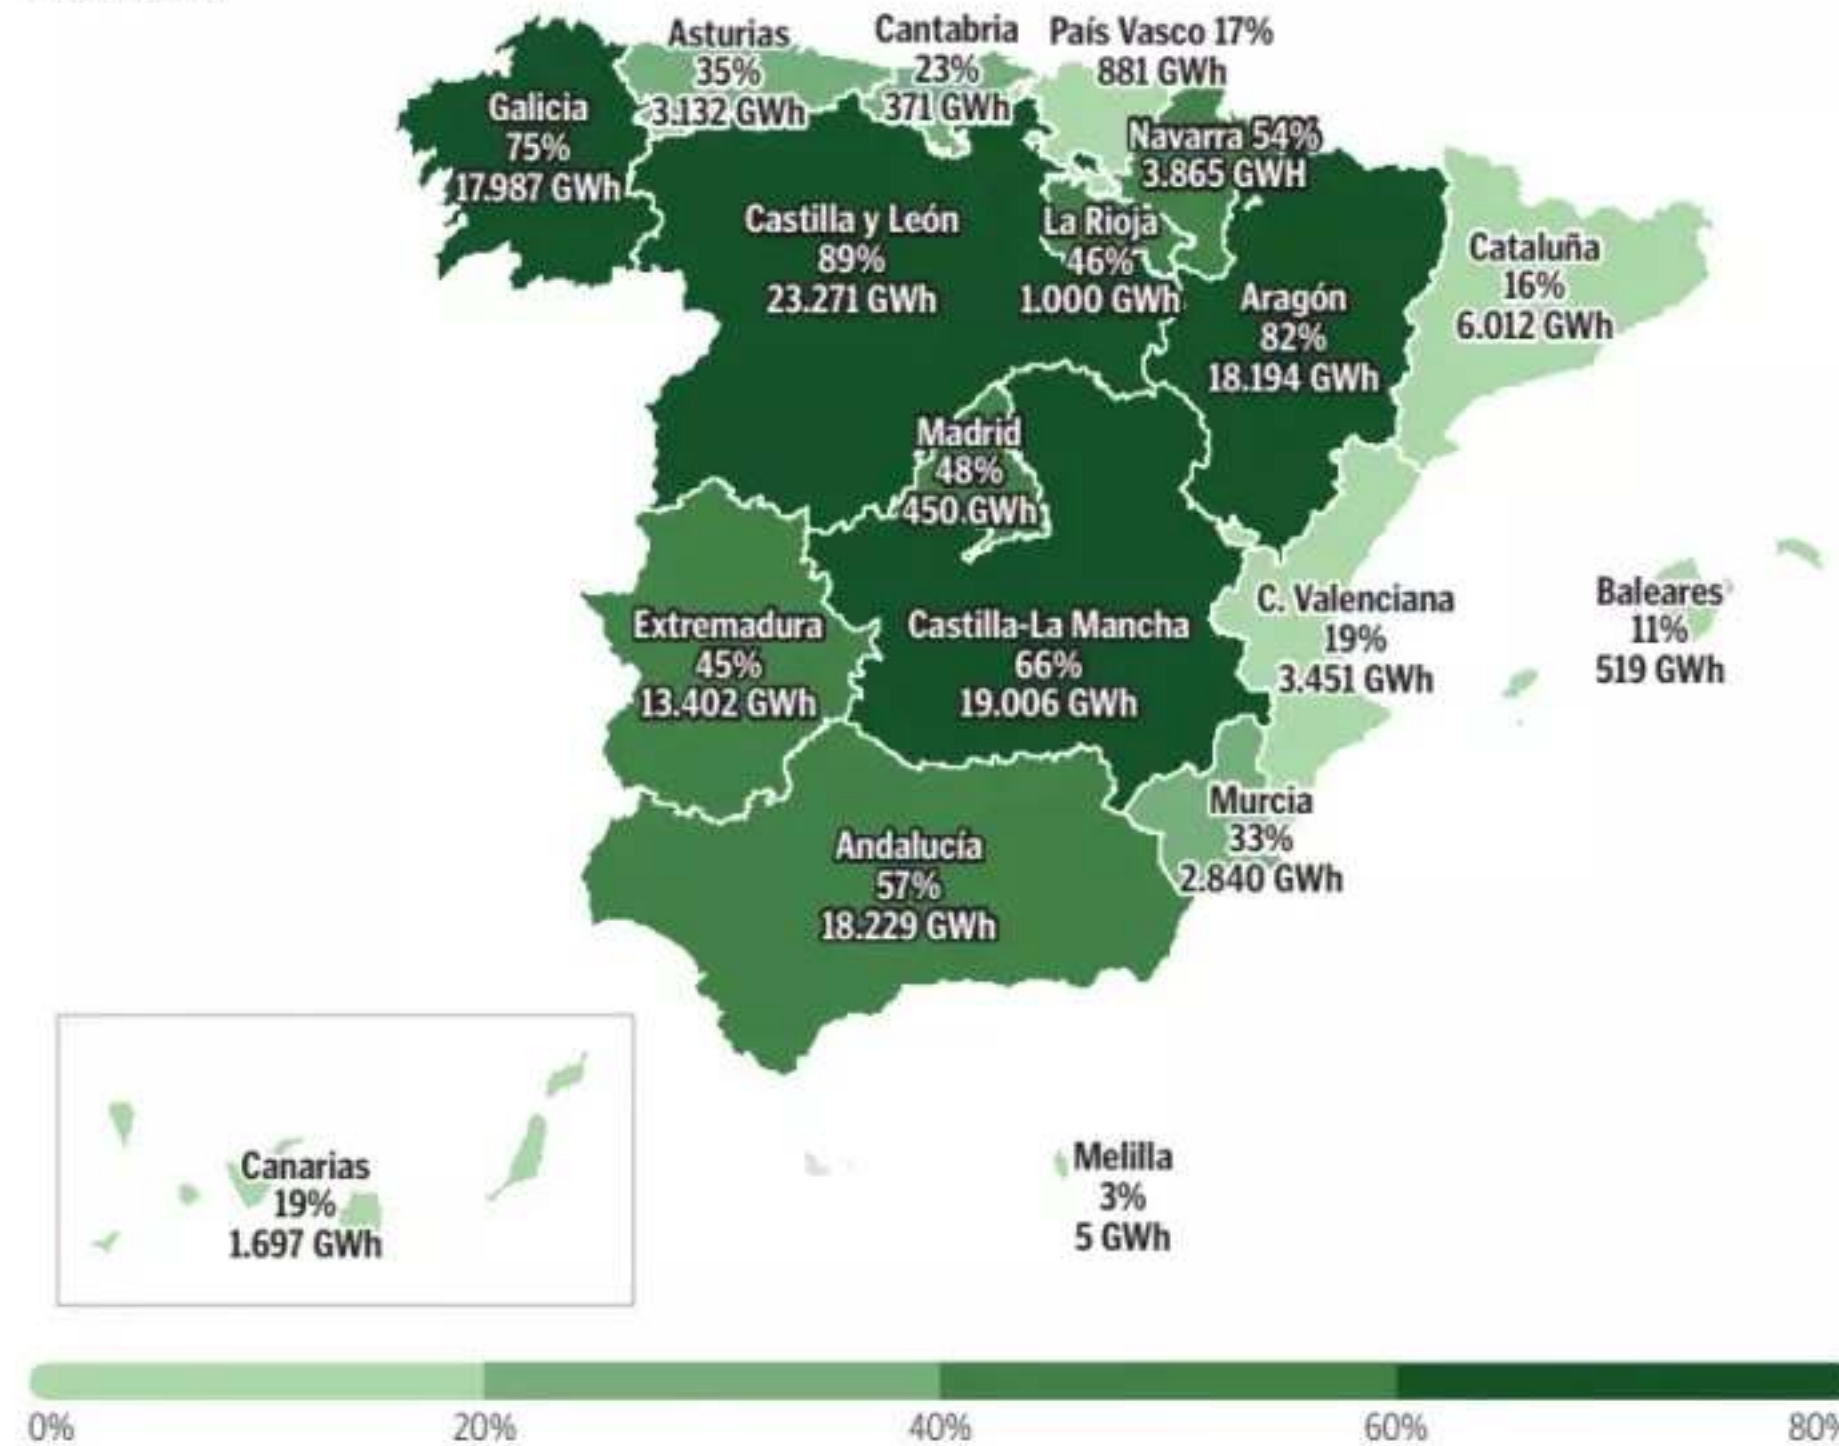 Asturias
35%
3.132 GWh
Cantabria
23%
371 GWh
País Vasco 17%
881 GWh
Galicia
75%
17.987 GWh
Navarra 54%
3.865 GWH
Castilla y León
89%
23.271 GWh
La Rioja
46%
1.000 GWh
Aragón
82%
18.194 GWh
Cataluña
16%
6.012 GWh
Madrid
48%
450 GWh
Extremadura
45%
13.402 GWh
Castilla-La Mancha
66%
19.006 GWh
C. Valenciana
19%
3.451 GWh
Baleares
11%
519 GWh
Murcia
33%
2.840 GWh
Andalucía
57%
18.229 GWh
Canarias
19%
1.697 GWh
Melilla
3%
5 GWh
0% 20% 40% 60% 80%